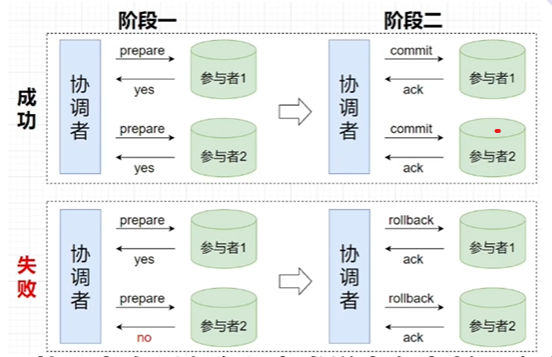 阶段一
阶段二
成功
协调者
prepare
yes
参与者1
prepare
yes
参与者2
协调者
commit
ack
参与者1
commit
ack
参与者2
失败
协调者
prepare
yes
参与者1
prepare
no
参与者2
协调者
rollback
ack
参与者1
rollback
ack
参与者2